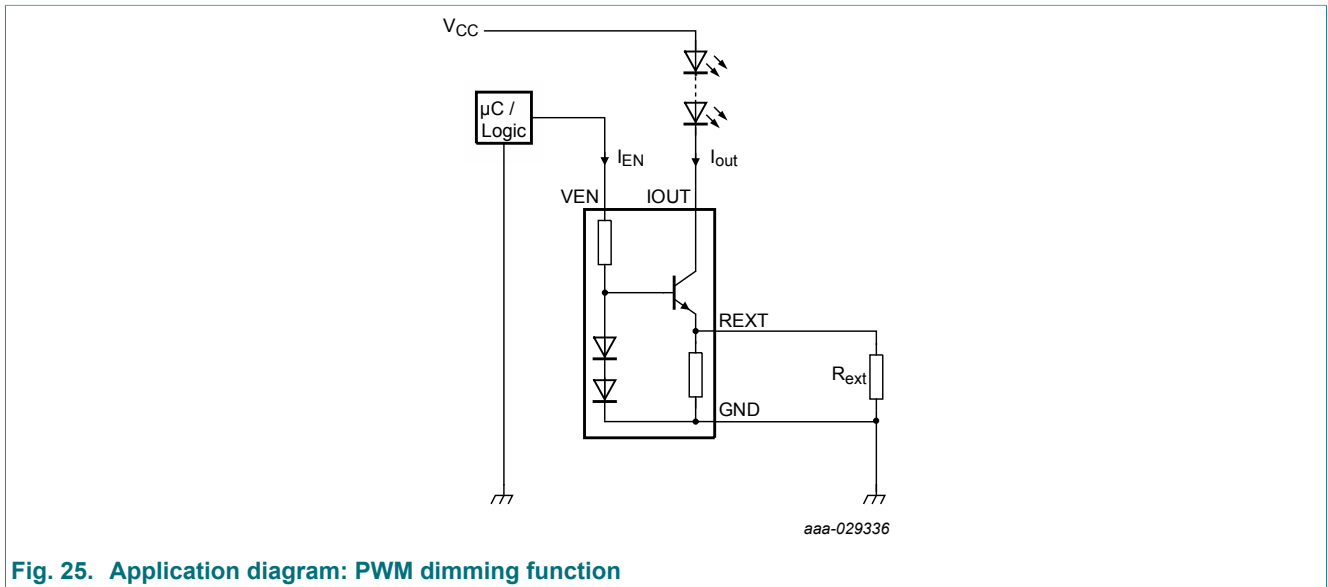 VCC
µC /
Logic
IEN
Iout
VEN
IOUT
REXT
Rext
GND
aaa-029336
Fig. 25. Application diagram: PWM dimming function